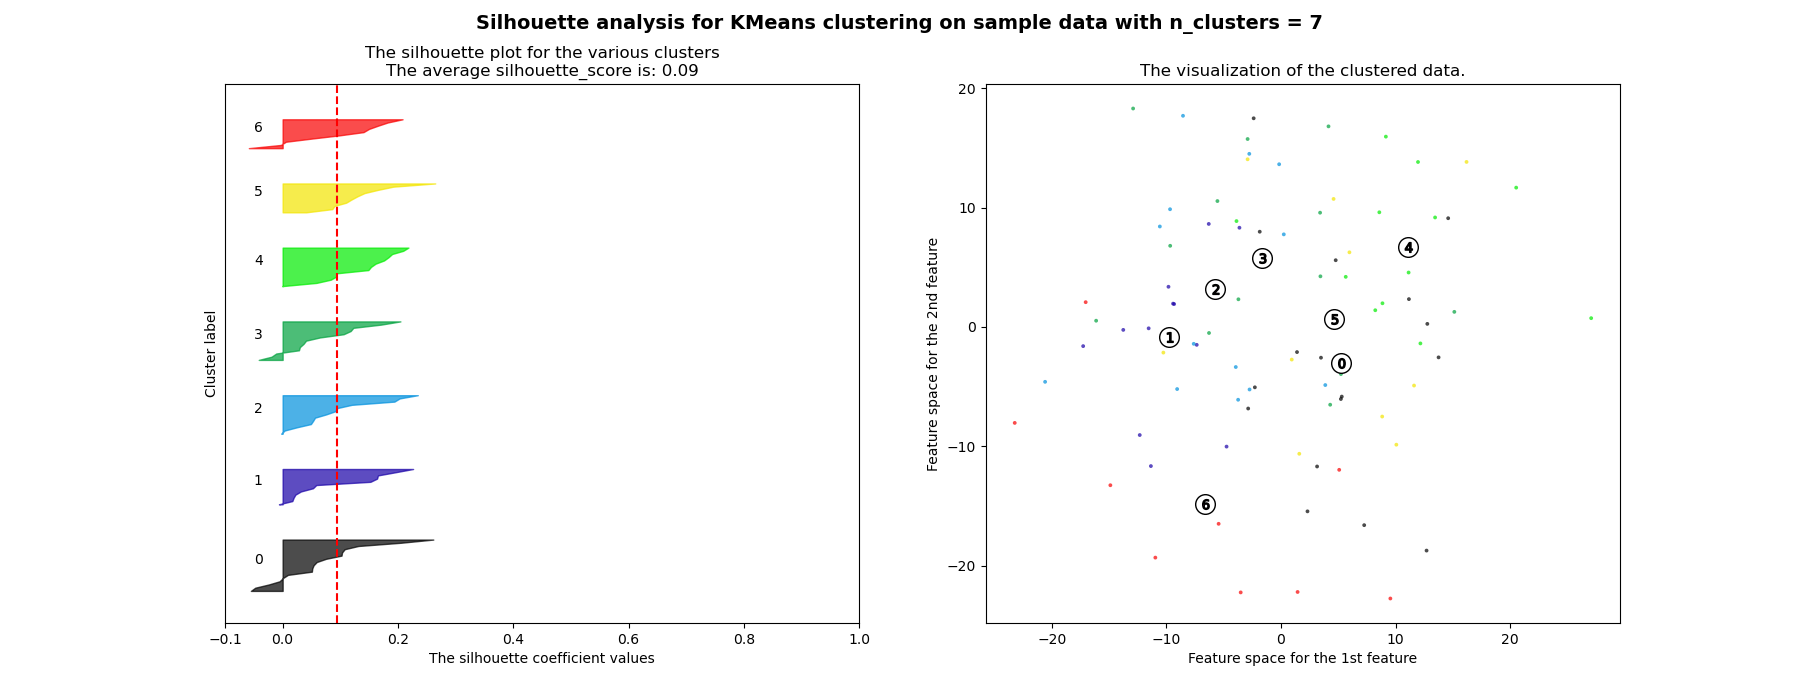 Silhouette analysis for KMeans clustering on sample data with n_clusters = 7
The silhouette plot for the various clusters
The average silhouette_score is: 0.09
6
5
4
3
2
1
0
Cluster label
−0.1 0.0 0.2 0.4 0.6 0.8 1.0
The silhouette coefficient values
The visualization of the clustered data.
20
10
0
−10
−20
Feature space for the 2nd feature
4
3
2
5
1
0
6
−20 −10 0 10 20
Feature space for the 1st feature